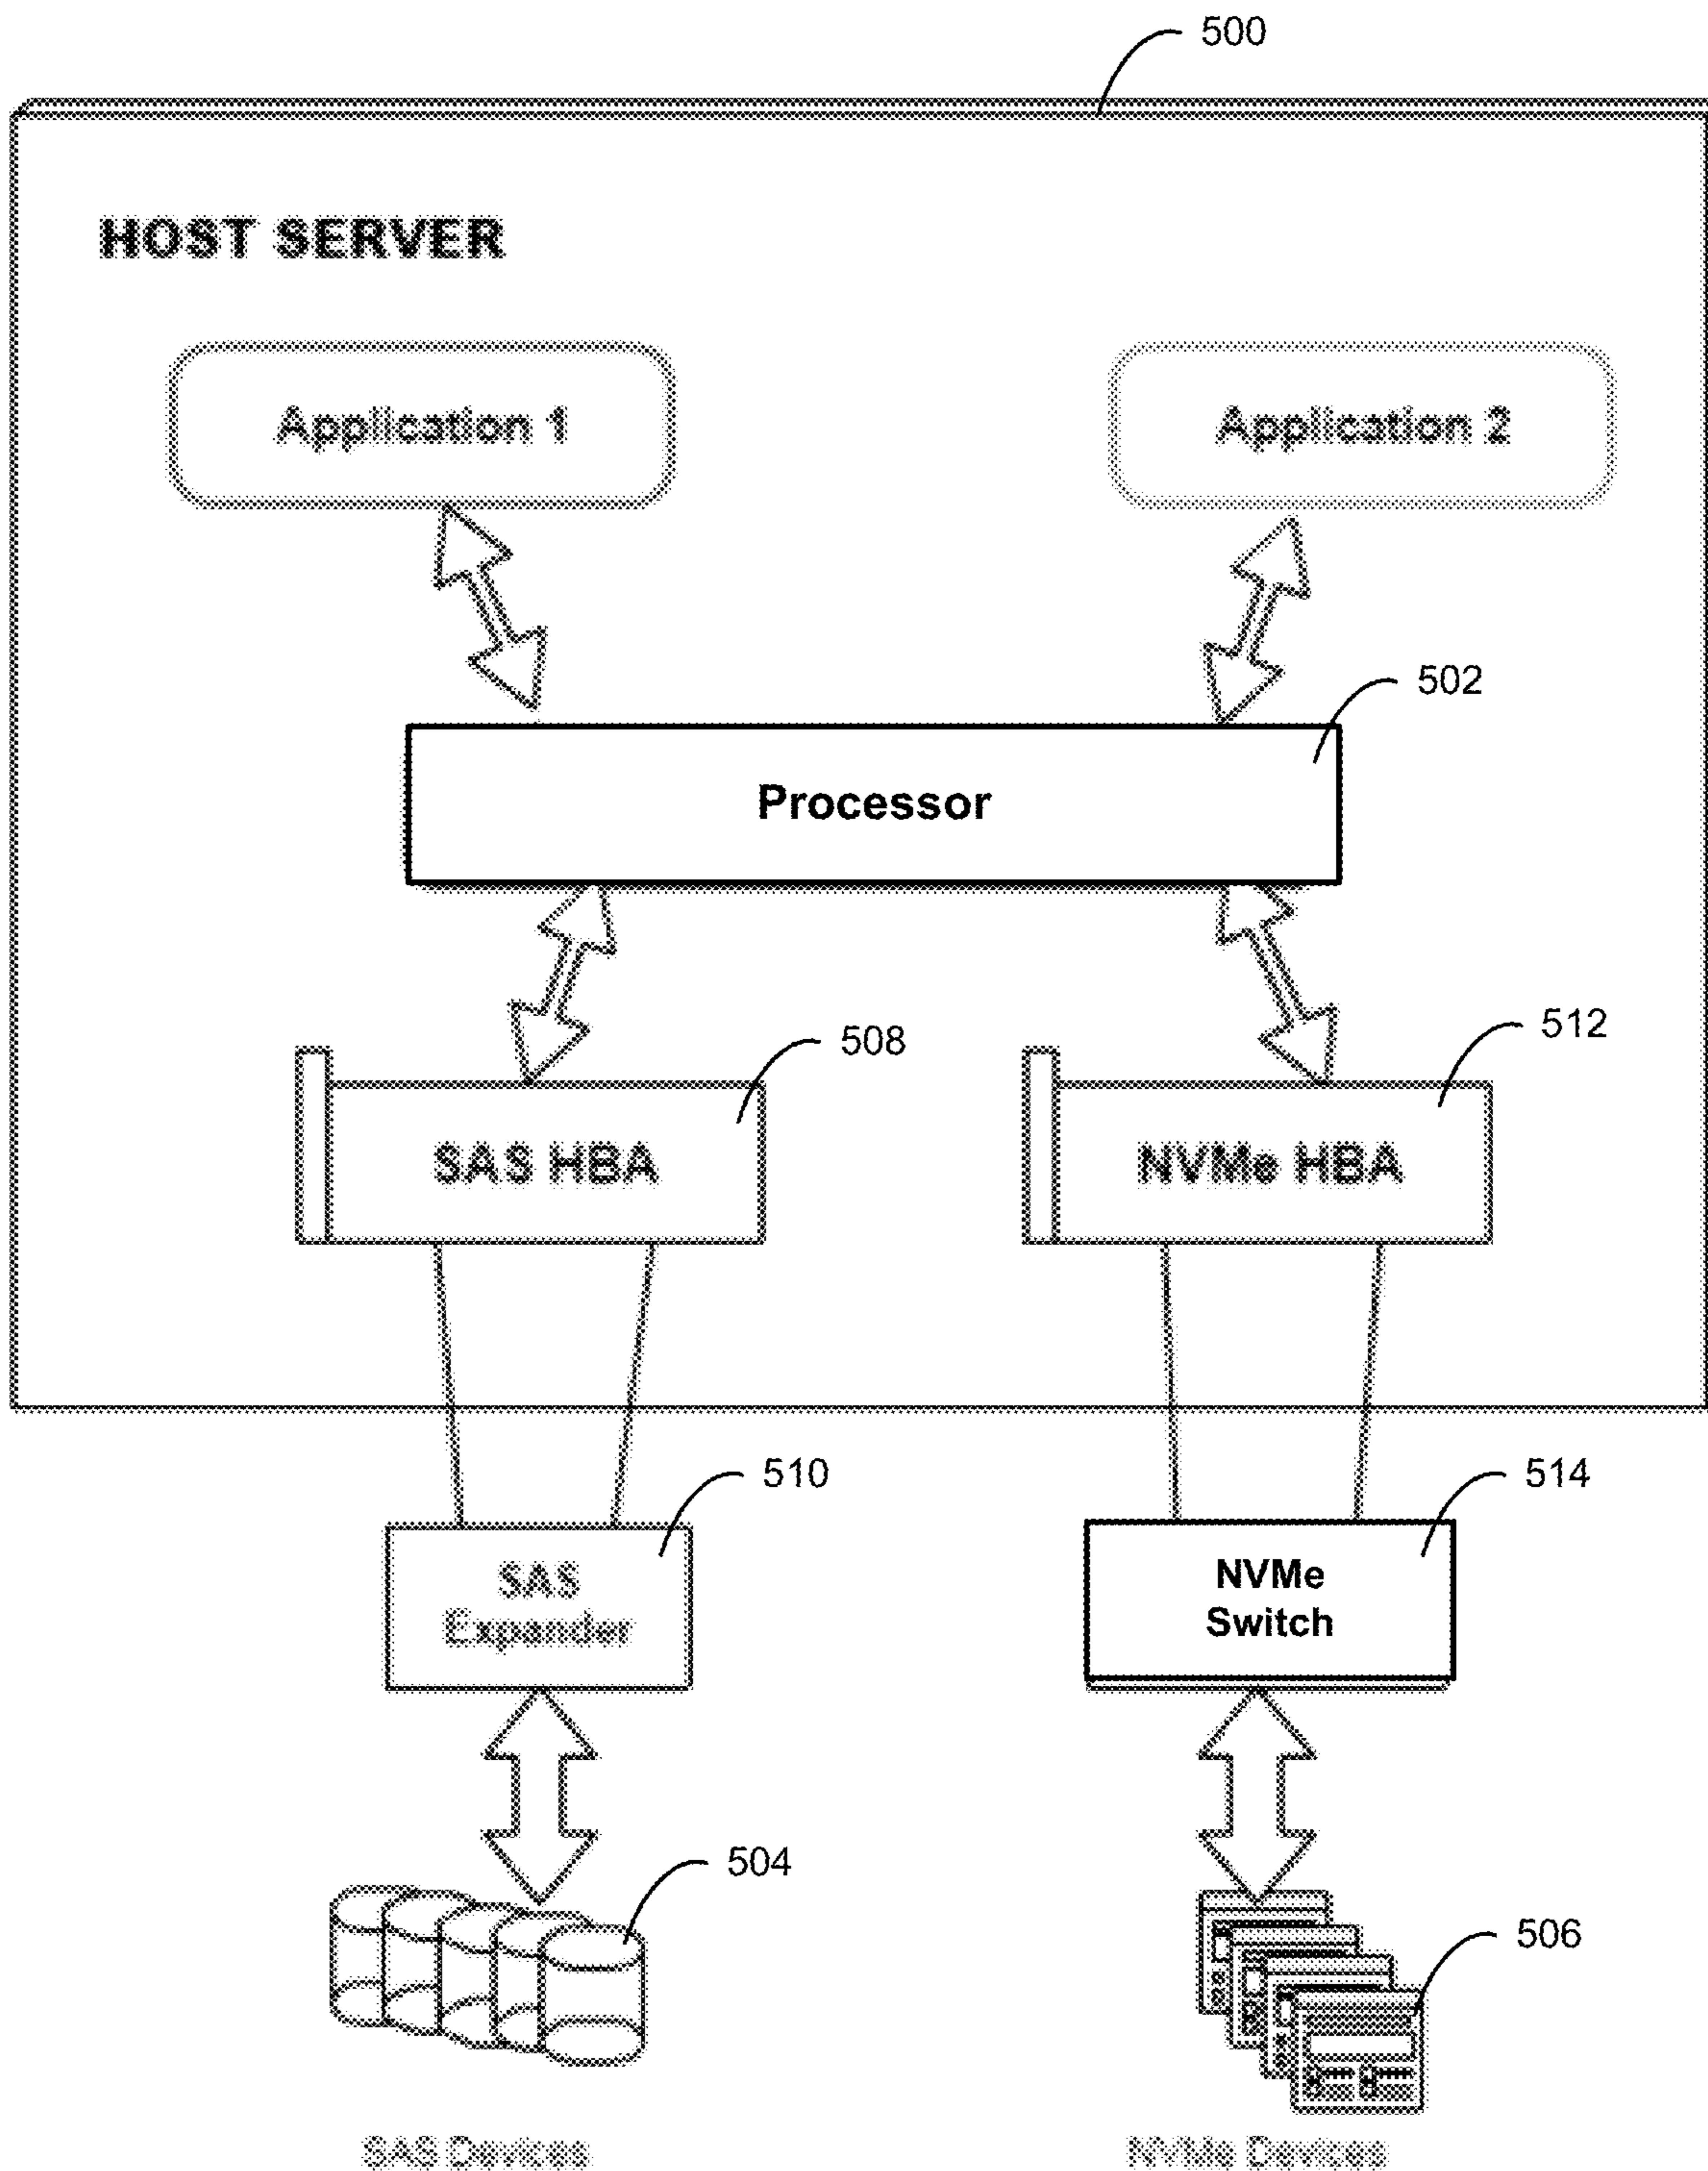 500
HOST SERVER
Application 1
Application 2
502
Processor
508
512
SAS HBA
NVMe HBA
510
514
SAS
Expander
NVMe
Switch
504
506
SAS Devices
NVMe Devices